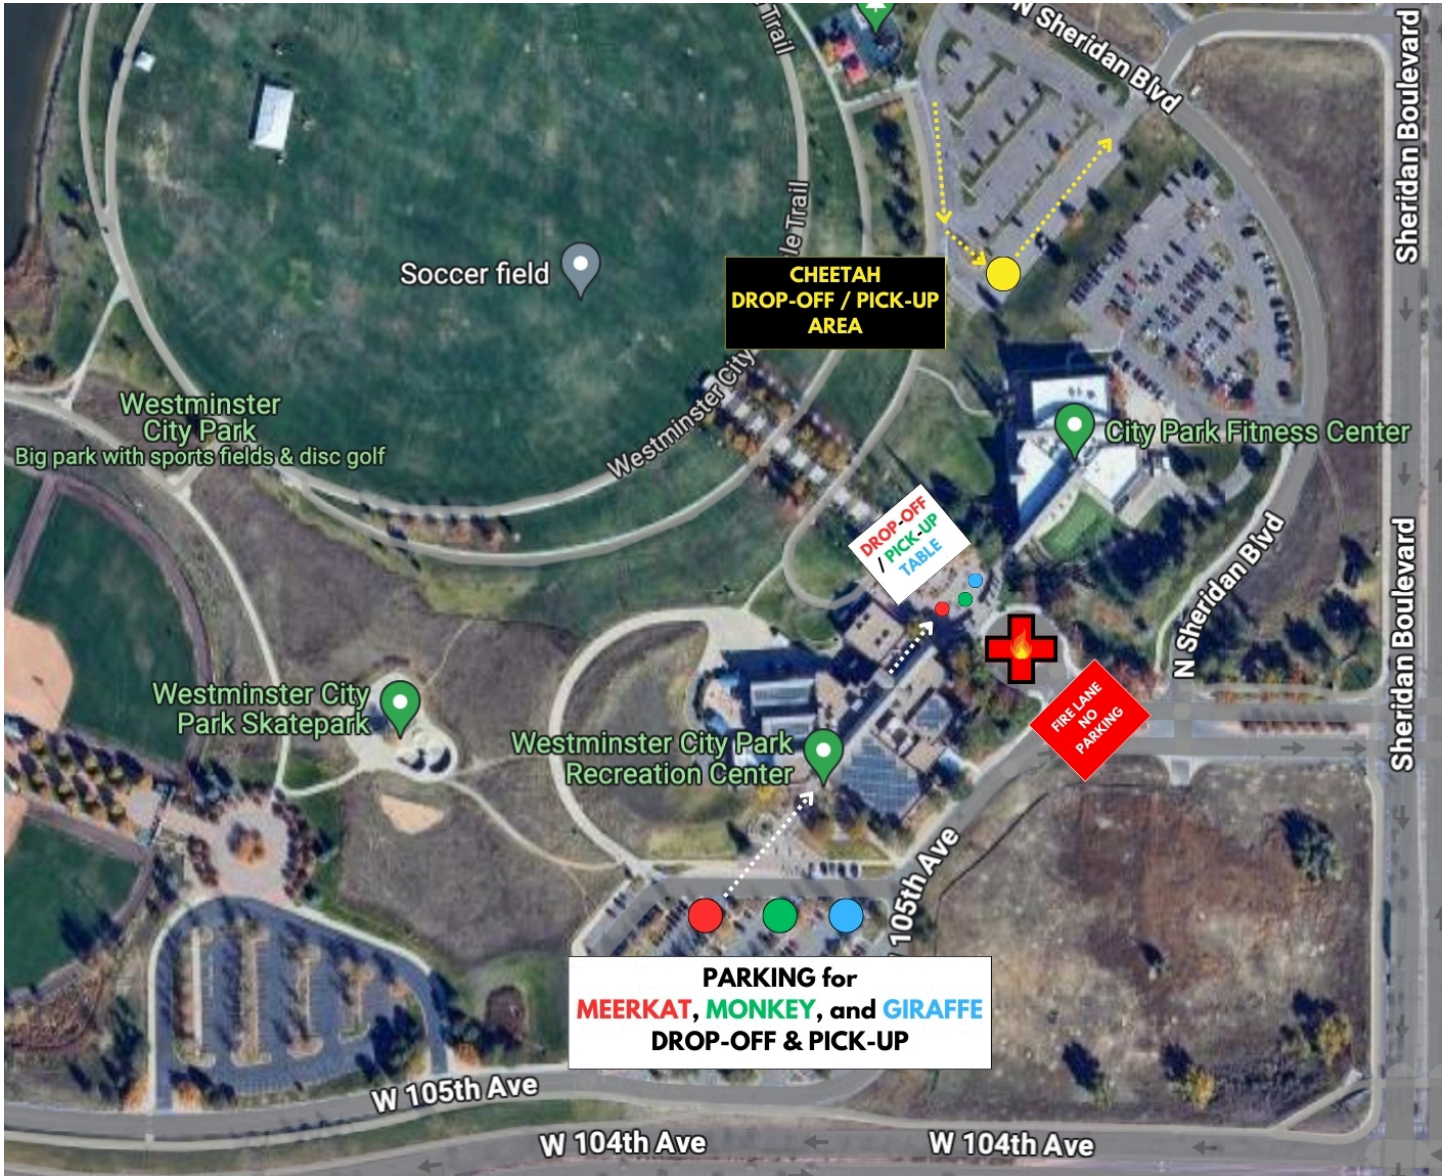 Trail
N Sheridan Blvd
Sheridan Boulevard
le Trail
Soccer field
CHEETAH
DROP-OFF / PICK-UP
AREA
Westminster City
Westminster
City Park
Big park with sports fields & disc golf
City Park Fitness Center
DROP-OFF
/ PICK-UP
TABLE
N Sheridan Blvd
Sheridan Boulevard
Westminster City
Park Skatepark
FIRE LANE
NO
PARKING
Westminster City Park
Recreation Center
105th Ave
PARKING for
MEERKAT, MONKEY, and GIRAFFE
DROP-OFF & PICK-UP
W 105th Ave
W 104th Ave
W 104th Ave